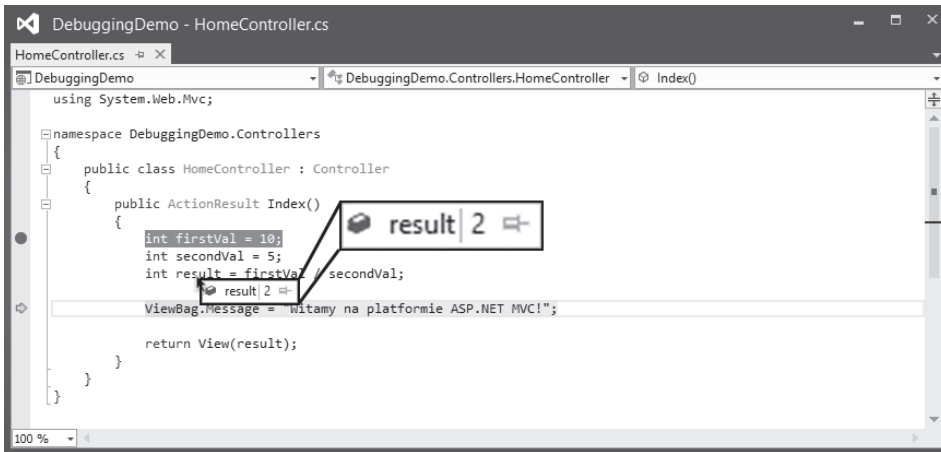 DebuggingDemo - HomeController.cs
HomeController.cs
DebuggingDemo DebuggingDemo.Controllers.HomeController Index()
using System.Web.Mvc;
namespace DebuggingDemo.Controllers
{
public class HomeController : Controller
{
public ActionResult Index()
{
result 2
int firstVal = 10;
int secondVal = 5;
int result = firstVal / secondVal;
result 2
ViewBag.Message = "Witamy na platformie ASP.NET MVC!";
return View(result);
}
}
}
100 %